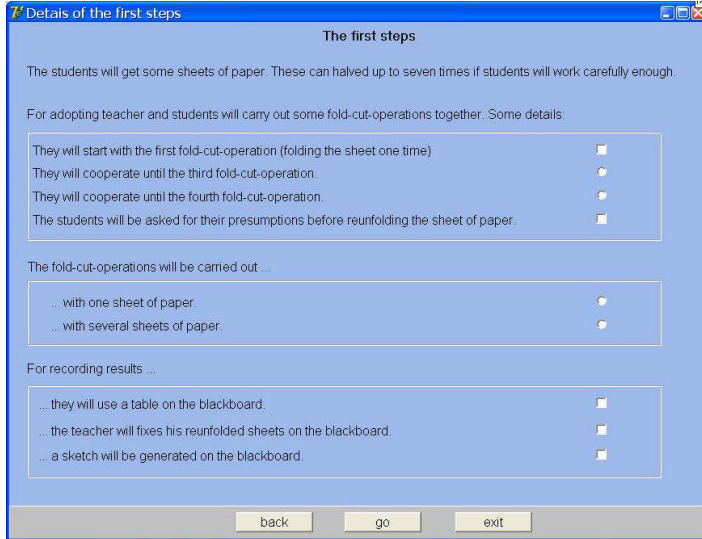 Detais of the first steps
The first steps
The students will get some sheets of paper. These can halved up to seven times if students will work carefully enough.
For adopting teacher and students will carry out some fold-cut-operations together. Some details:
They will start with the first fold-cut-operation (folding the sheet one time)
They will cooperate until the third fold-cut-operation.
They will cooperate until the fourth fold-cut-operation.
The students will be asked for their presumptions before reunfolding the sheet of paper.
The fold-cut-operations will be carried out ...
... with one sheet of paper.
... with several sheets of paper.
For recording results ...
... they will use a table on the blackboard.
... the teacher will fixes his reunfolded sheets on the blackboard.
... a sketch will be generated on the blackboard.
back go exit